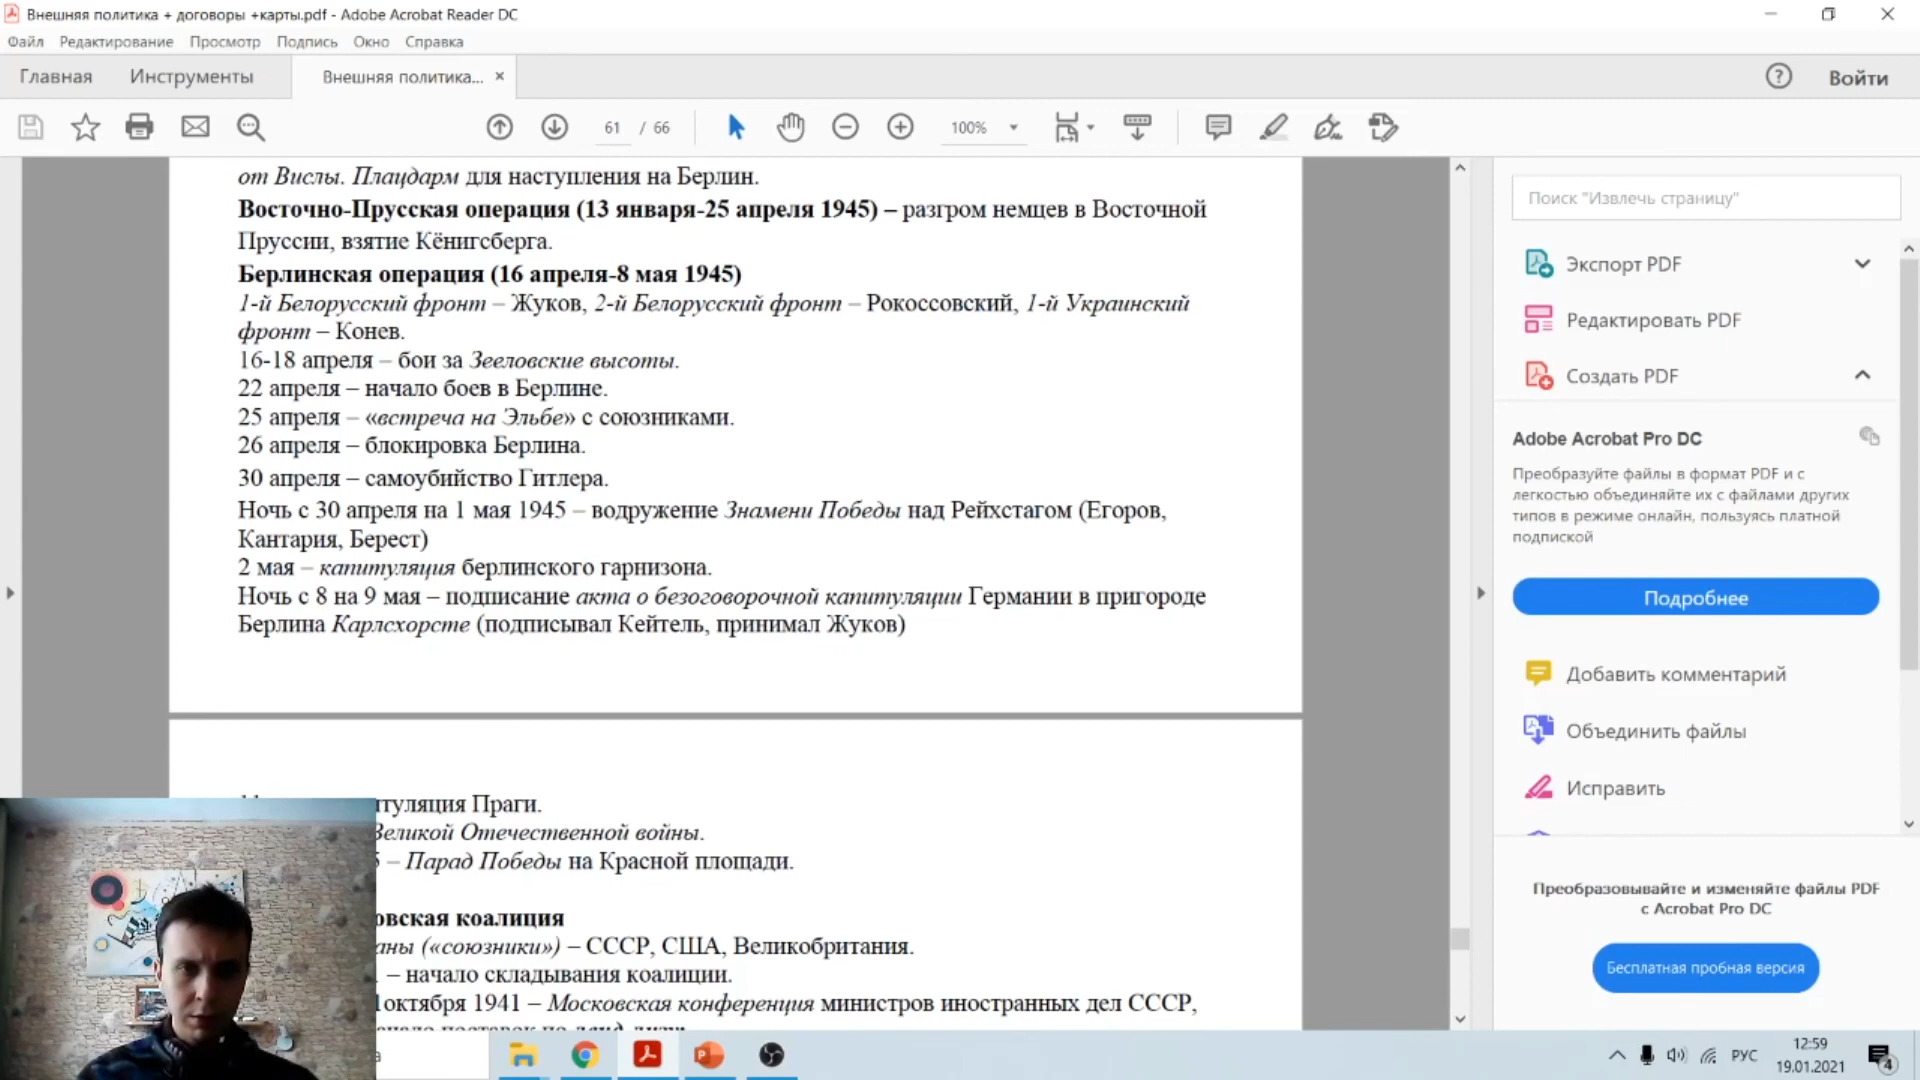 Внешняя политика + договоры +карты.pdf - Adobe Acrobat Reader DC
Файл Редактирование Просмотр Подпись Окно Справка
Главная Инструменты Внешняя политика... × Войти
61 / 66 100%
от Вислы. Плацдарм для наступления на Берлин.
Восточно-Прусская операция (13 января-25 апреля 1945) – разгром немцев в Восточной
Пруссии, взятие Кёнигсберга.
Берлинская операция (16 апреля-8 мая 1945)
1-й Белорусский фронт – Жуков, 2-й Белорусский фронт – Рокоссовский, 1-й Украинский
фронт – Конев.
16-18 апреля – бои за Зееловские высоты.
22 апреля – начало боев в Берлине.
25 апреля – «встреча на Эльбе» с союзниками.
26 апреля – блокировка Берлина.
30 апреля – самоубийство Гитлера.
Ночь с 30 апреля на 1 мая 1945 – водружение Знамени Победы над Рейхстагом (Егоров,
Кантария, Берест)
2 мая – капитуляция берлинского гарнизона.
Ночь с 8 на 9 мая – подписание акта о безоговорочной капитуляции Германии в пригороде
Берлина Карлсхорсте (подписывал Кейтель, принимал Жуков)
туляция Праги.
Великой Отечественной войны.
– Парад Победы на Красной площади.
овская коалиция
аны («союзники») – СССР, США, Великобритания.
– начало складывания коалиции.
октября 1941 – Московская конференция министров иностранных дел СССР,
Поиск "Извлечь страницу"
Экспорт PDF
Редактировать PDF
Создать PDF
Adobe Acrobat Pro DC
Преобразуйте файлы в формат PDF и с
легкостью объединяйте их с файлами других
типов в режиме онлайн, пользуясь платной
подпиской
Подробнее
Добавить комментарий
Объединить файлы
Исправить
Преобразовывайте и изменяйте файлы PDF
с Acrobat Pro DC
Бесплатная пробная версия
РУС
12:59
19.01.2021
4